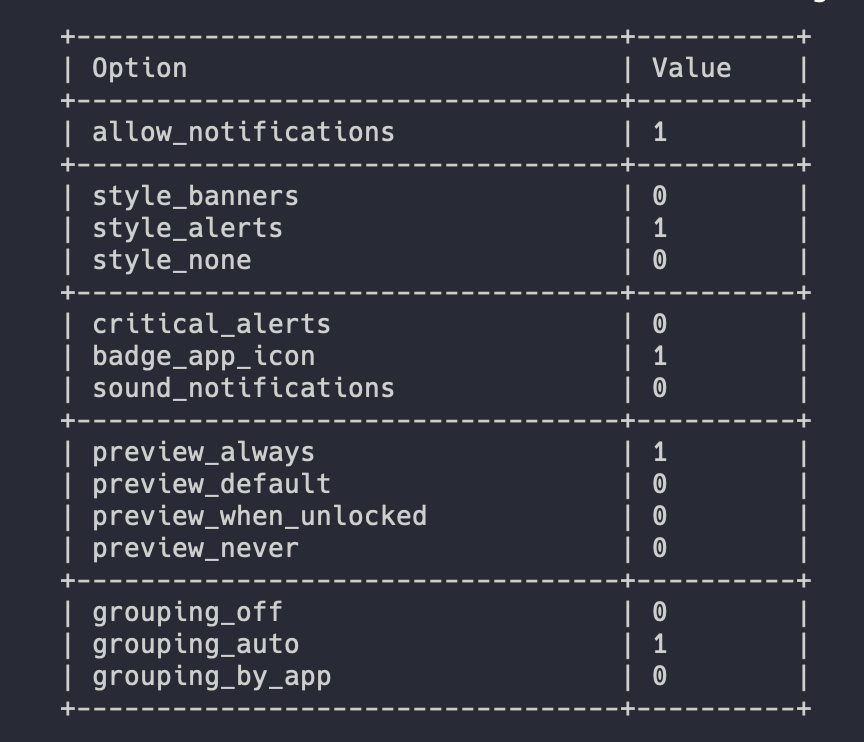 +----------------------------------+----------+
| Option                           | Value    |
+----------------------------------+----------+
| allow_notifications              | 1        |
+----------------------------------+----------+
| style_banners                    | 0        |
| style_alerts                     | 1        |
| style_none                       | 0        |
+----------------------------------+----------+
| critical_alerts                  | 0        |
| badge_app_icon                   | 1        |
| sound_notifications              | 0        |
+----------------------------------+----------+
| preview_always                   | 1        |
| preview_default                  | 0        |
| preview_when_unlocked            | 0        |
| preview_never                    | 0        |
+----------------------------------+----------+
| grouping_off                     | 0        |
| grouping_auto                    | 1        |
| grouping_by_app                  | 0        |
+----------------------------------+----------+